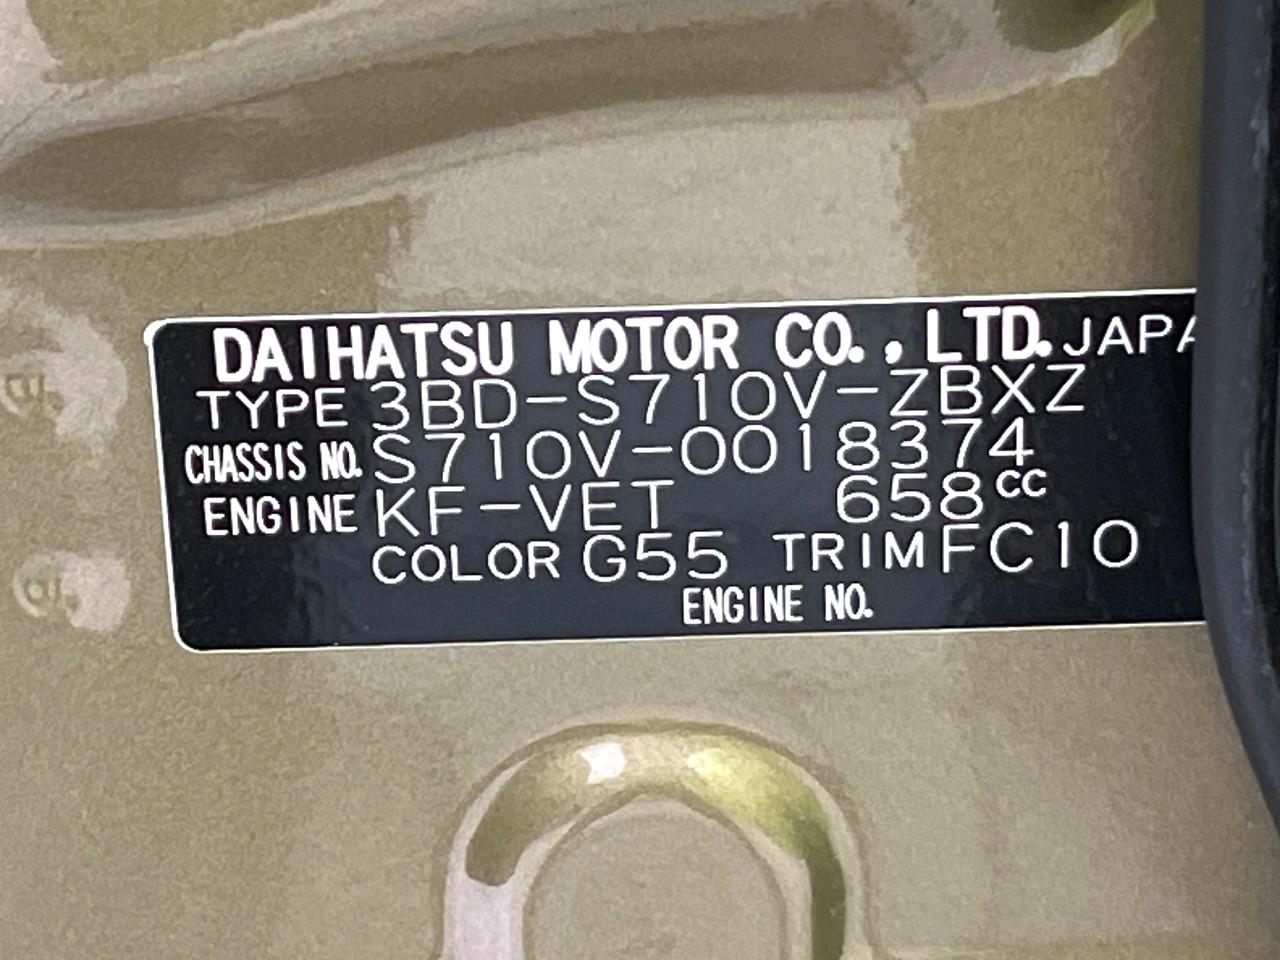 DAIHATSU MOTOR CO., LTD. JAPA
TYPE 3BD-S710V-ZBXZ
CHASSIS NO. S710V-0018374
ENGINE KF-VET 658cc
COLOR G55 TRIM FC10
ENGINE NO.